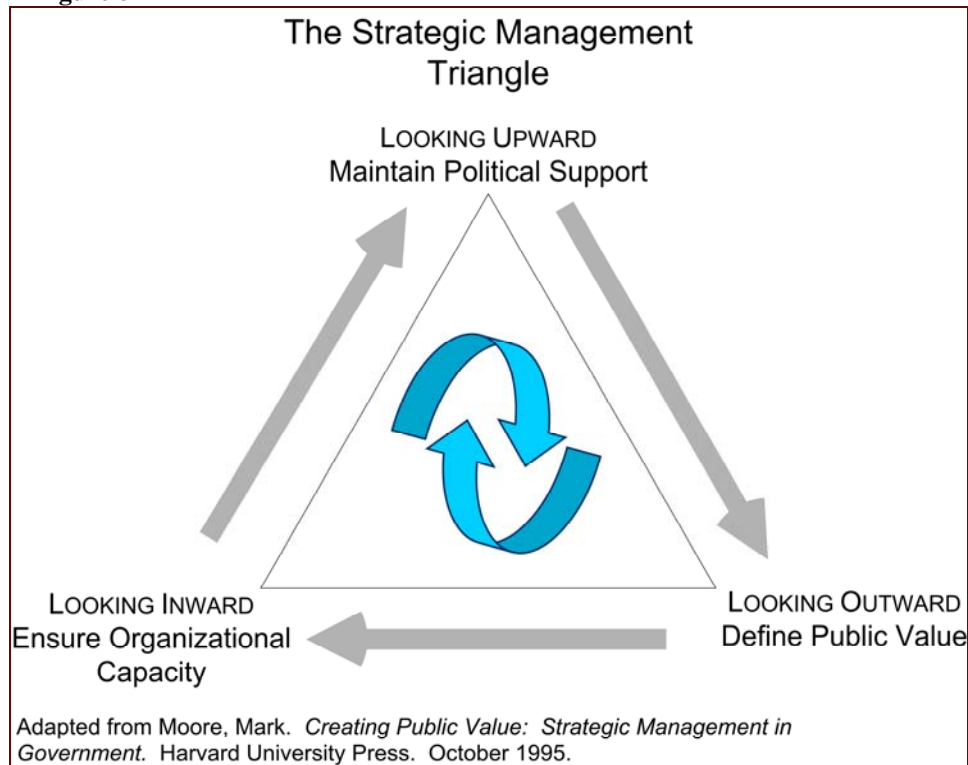 The Strategic Management
Triangle
LOOKING UPWARD
Maintain Political Support
LOOKING INWARD
Ensure Organizational
Capacity
LOOKING OUTWARD
Define Public Value
Adapted from Moore, Mark.  Creating Public Value:  Strategic Management in
Government.  Harvard University Press.  October 1995.